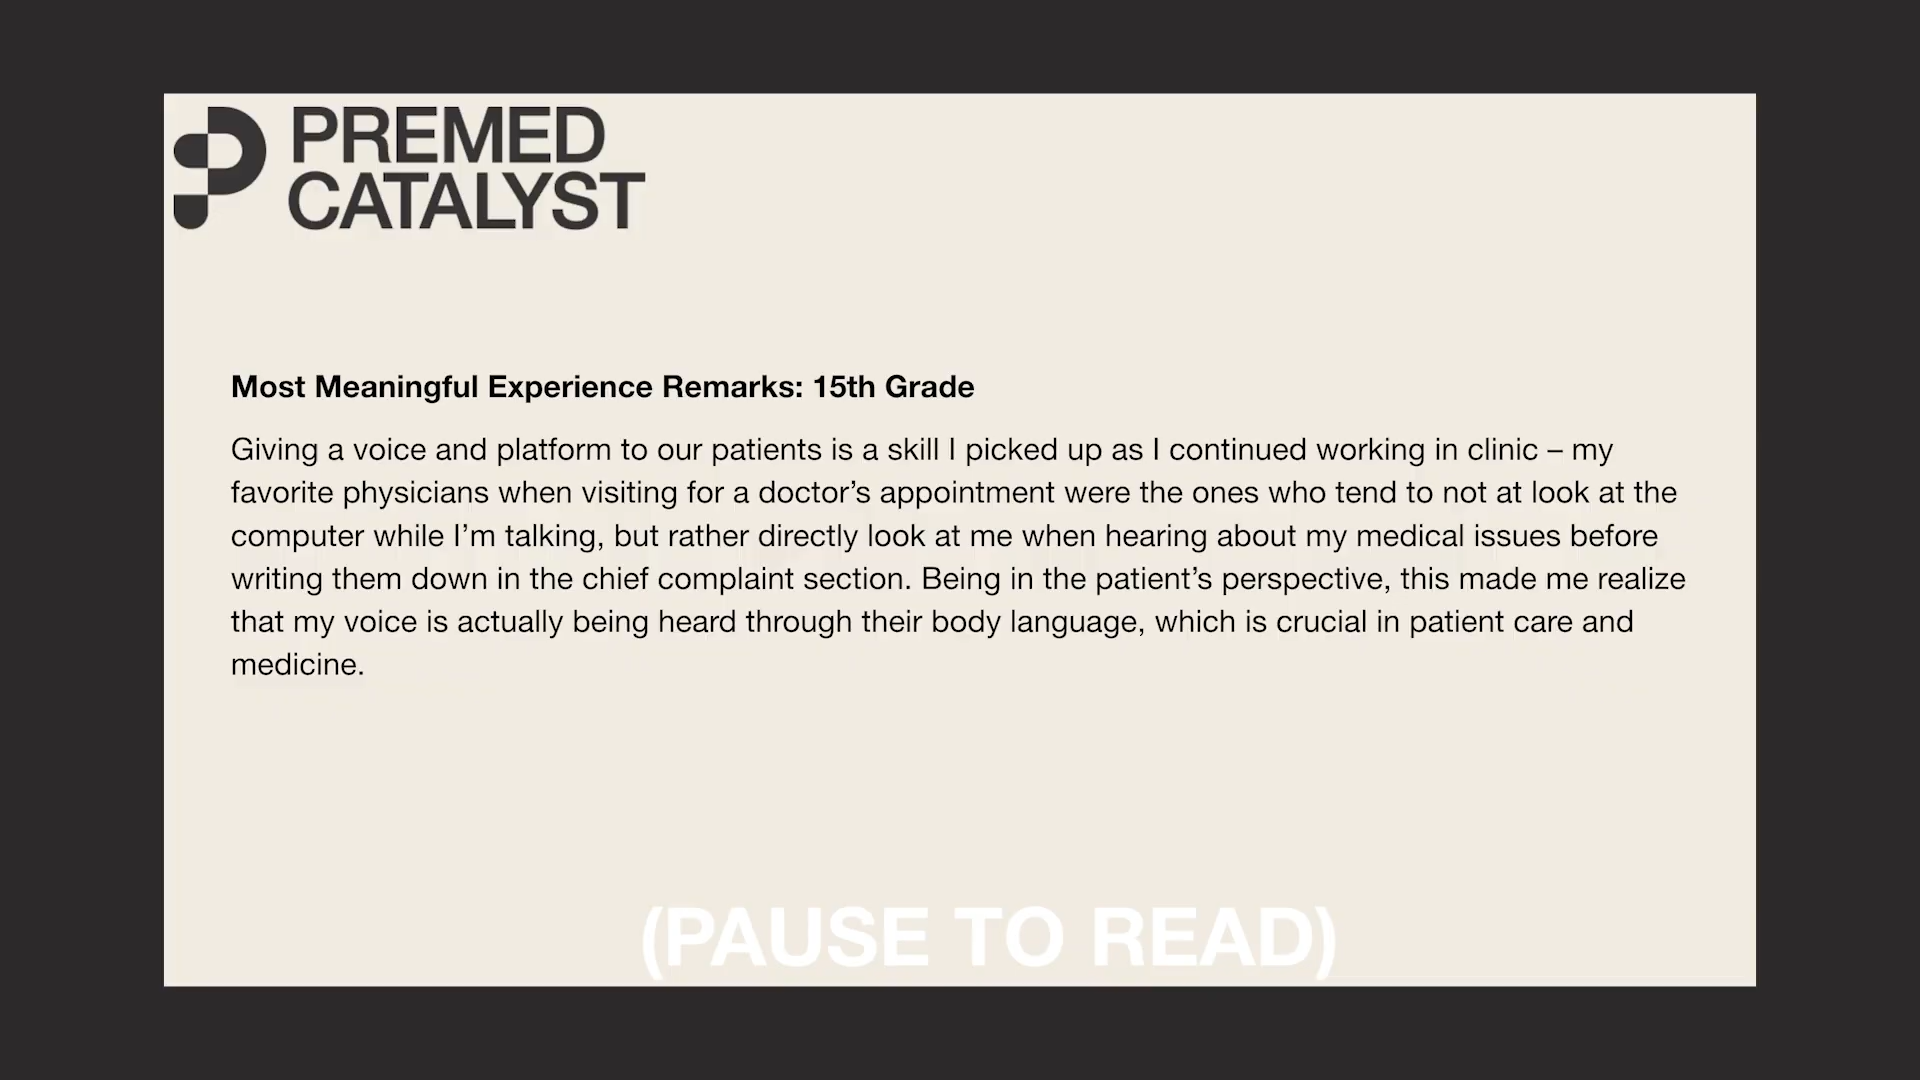 PREMED
CATALYST
Most Meaningful Experience Remarks: 15th Grade
Giving a voice and platform to our patients is a skill I picked up as I continued working in clinic – my
favorite physicians when visiting for a doctor’s appointment were the ones who tend to not at look at the
computer while I’m talking, but rather directly look at me when hearing about my medical issues before
writing them down in the chief complaint section. Being in the patient’s perspective, this made me realize
that my voice is actually being heard through their body language, which is crucial in patient care and
medicine.
(PAUSE TO READ)